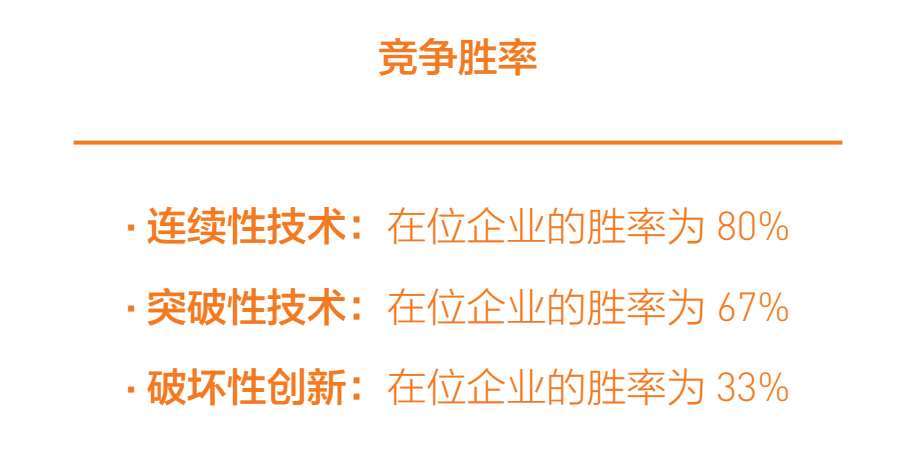 竞争胜率
· 连续性技术：在位企业的胜率为 80%
· 突破性技术：在位企业的胜率为 67%
· 破坏性创新：在位企业的胜率为 33%